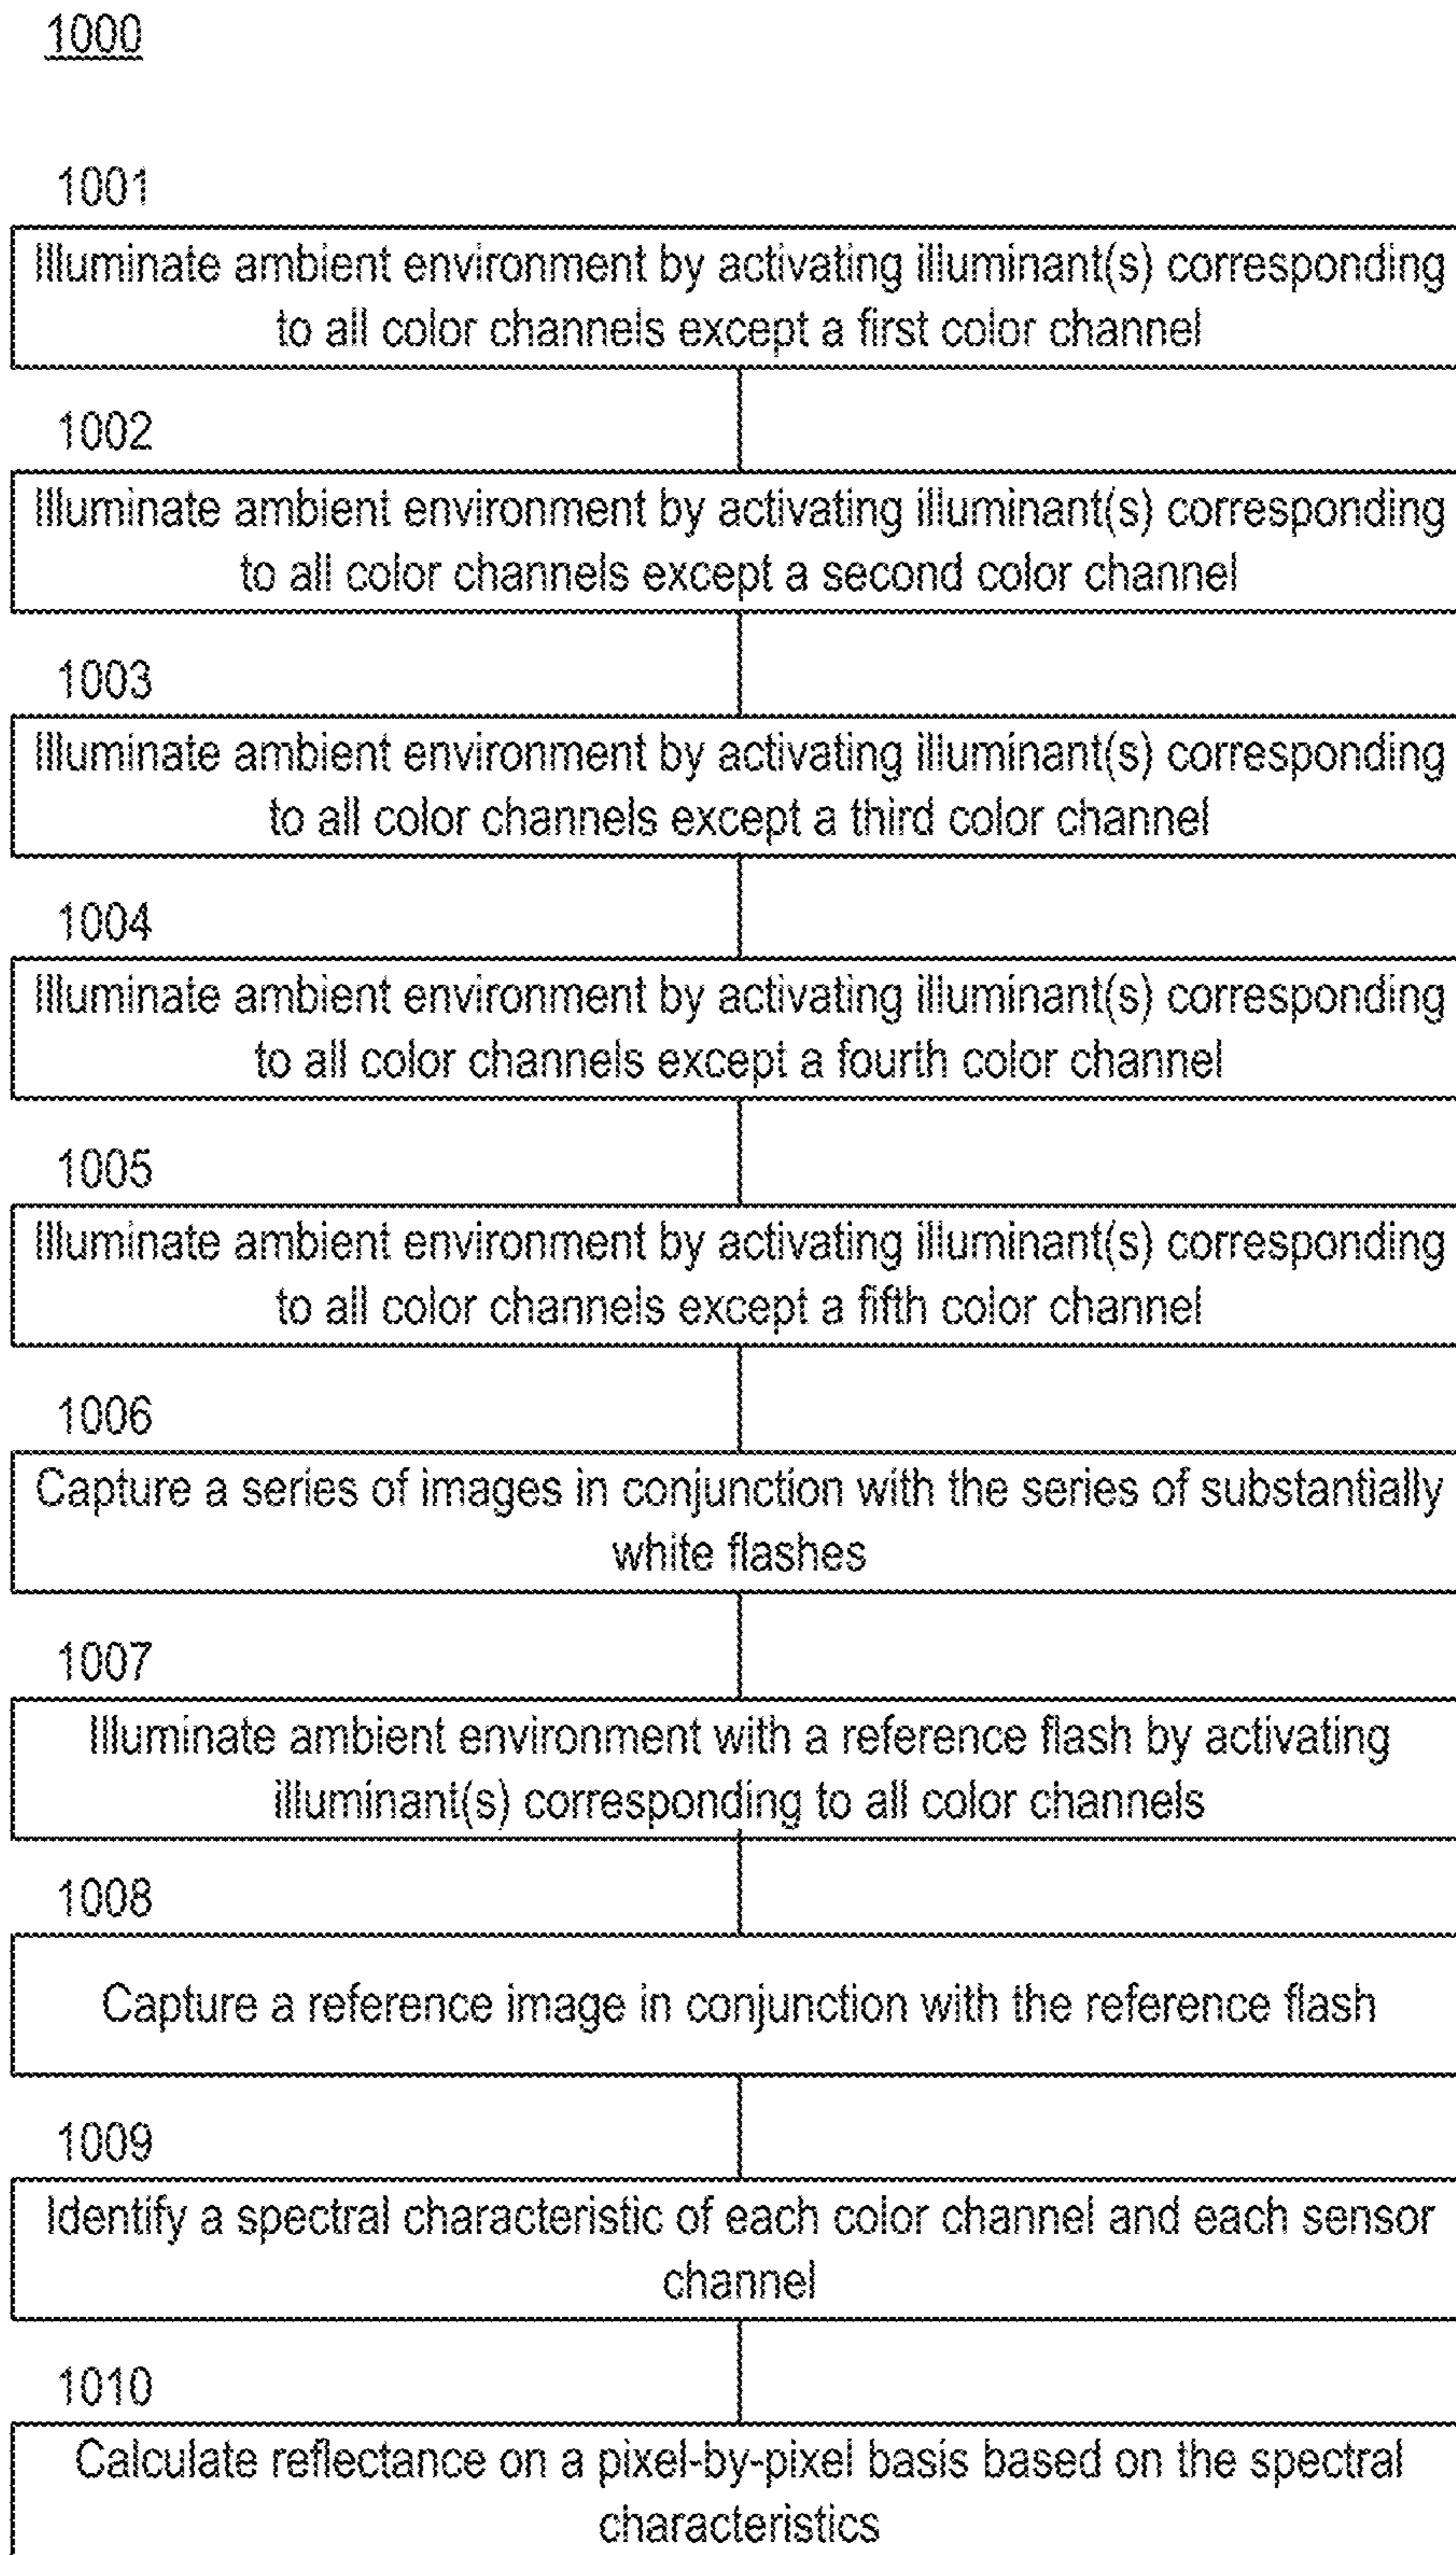 1000
1001
Illuminate ambient environment by activating illuminant(s) corresponding
to all color channels except a first color channel
1002
Illuminate ambient environment by activating illuminant(s) corresponding
to all color channels except a second color channel
1003
Illuminate ambient environment by activating illuminant(s) corresponding
to all color channels except a third color channel
1004
Illuminate ambient environment by activating illuminant(s) corresponding
to all color channels except a fourth color channel
1005
Illuminate ambient environment by activating illuminant(s) corresponding
to all color channels except a fifth color channel
1006
Capture a series of images in conjunction with the series of substantially
white flashes
1007
Illuminate ambient environment with a reference flash by activating
illuminant(s) corresponding to all color channels
1008
Capture a reference image in conjunction with the reference flash
1009
Identify a spectral characteristic of each color channel and each sensor
channel
1010
Calculate reflectance on a pixel-by-pixel basis based on the spectral
characteristics